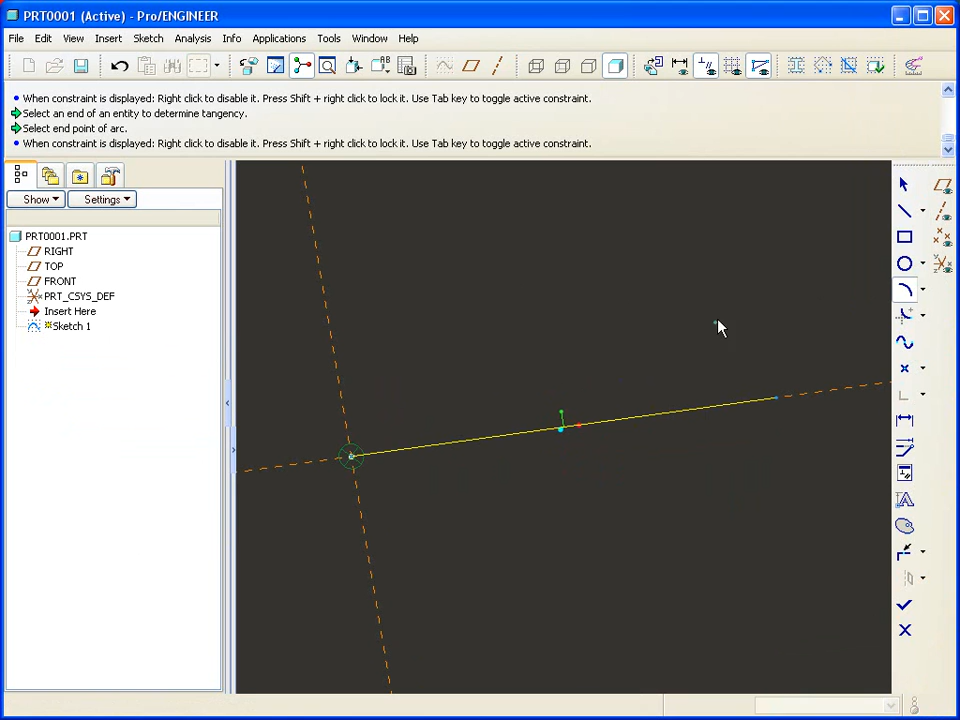 PRT0001 (Active) - Pro/ENGINEER
File Edit View Insert Sketch Analysis Info Applications Tools Window Help
When constraint is displayed: Right click to disable it. Press Shift + right click to lock it. Use Tab key to toggle active constraint.
Select an end of an entity to determine tangency.
Select end point of arc.
When constraint is displayed: Right click to disable it. Press Shift + right click to lock it. Use Tab key to toggle active constraint.
Show Settings
PRT0001.PRT
RIGHT
TOP
FRONT
PRT_CSYS_DEF
Insert Here
Sketch 1